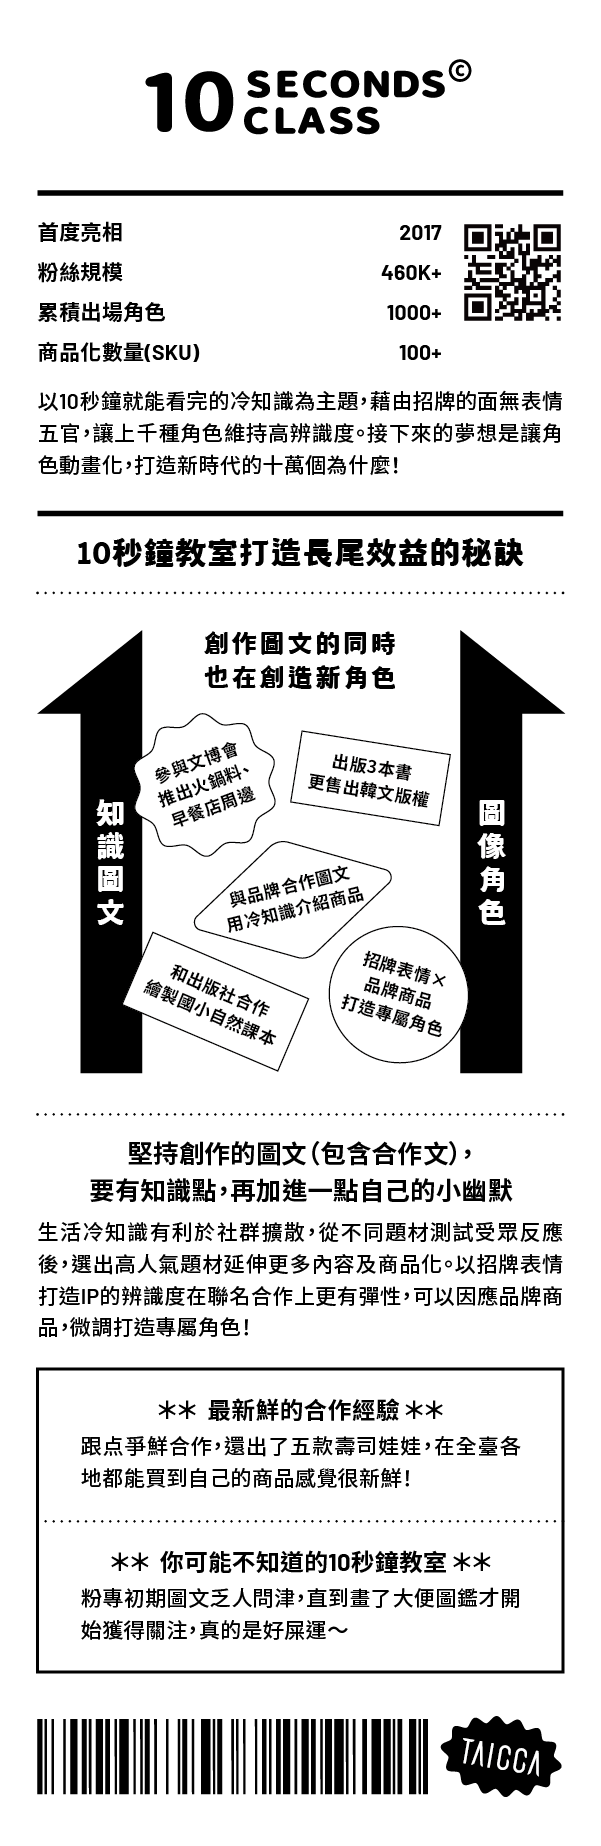 10 SECONDS©
CLASS
首度亮相 2017
粉絲規模 460K+
累積出場角色 1000+
商品化數量(SKU) 100+
以10秒鐘就能看完的冷知識為主題，藉由招牌的面無表情
五官，讓上千種角色維持高辨識度。接下來的夢想是讓角
色動畫化，打造新時代的十萬個為什麼！
10秒鐘教室打造長尾效益的秘訣
創作圖文的同時
也在創造新角色
知識圖文
參與文博會
推出火鍋料、
早餐店周邊
出版3本書
更售出韓文版權
與品牌合作圖文
用冷知識介紹商品
和出版社合作
繪製國小自然課本
招牌表情×
品牌商品
打造專屬角色
圖像角色
堅持創作的圖文（包含合作文），
要有知識點，再加進一點自己的小幽默
生活冷知識有利於社群擴散，從不同題材測試受眾反應
後，選出高人氣題材延伸更多內容及商品化。以招牌表情
打造IP的辨識度在聯名合作上更有彈性，可以因應品牌商
品，微調打造專屬角色！
** 最新鮮的合作經驗 **
跟点爭鮮合作，還出了五款壽司娃娃，在全臺各
地都能買到自己的商品感覺很新鮮！
** 你可能不知道的10秒鐘教室 **
粉專初期圖文乏人問津，直到畫了大便圖鑑才開
始獲得關注，真的是好屎運～
TAICCA